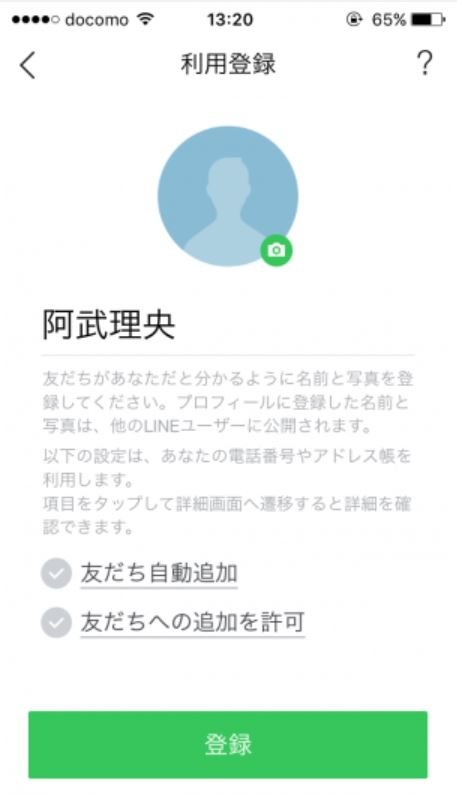 docomo 13:20 65%
利用登録 ?
阿武理央
友だちがあなただと分かるように名前と写真を登
録してください。プロフィールに登録した名前と
写真は、他のLINEユーザーに公開されます。
以下の設定は、あなたの電話番号やアドレス帳を
利用します。
項目をタップして詳細画面へ遷移すると詳細を確
認できます。
友だち自動追加
友だちへの追加を許可
登録